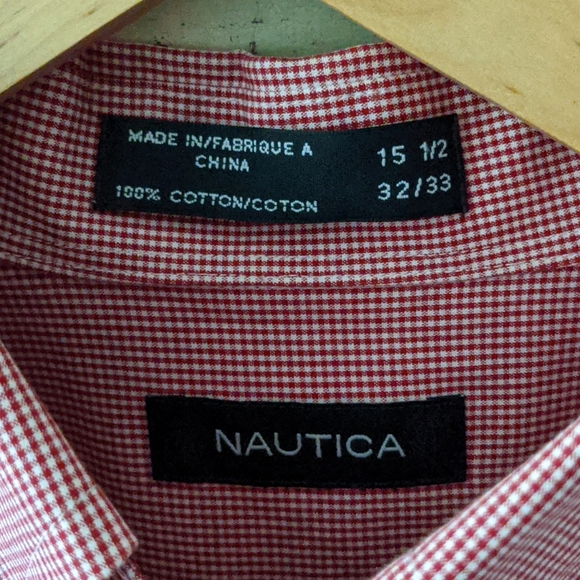 MADE IN/FABRIQUE A
CHINA
100% COTTON/COTON
15 1/2
32/33
NAUTICA